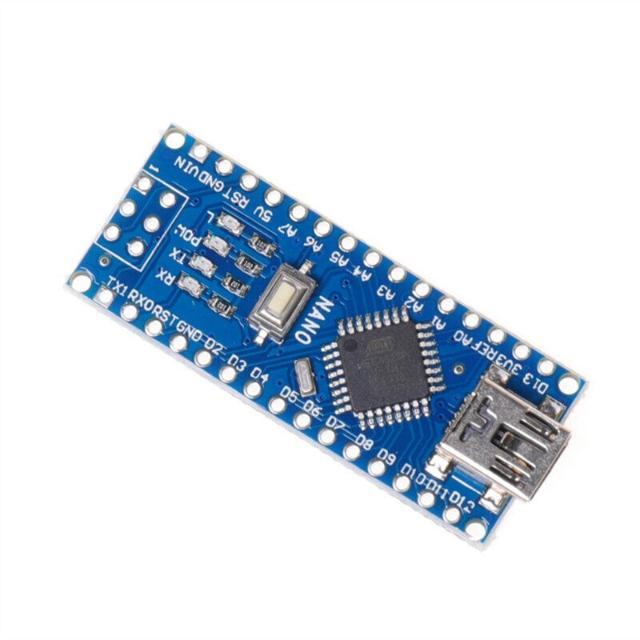 VIN
GND
RST
5V
A7
A6
A5
A4
A3
A2
A1
A0
REF
3V3
D13
1
L
POW
TX
RX
NANO
TX1
RX0
RST
GND
D2
D3
D4
D5
D6
D7
D8
D9
D10
D11
D12